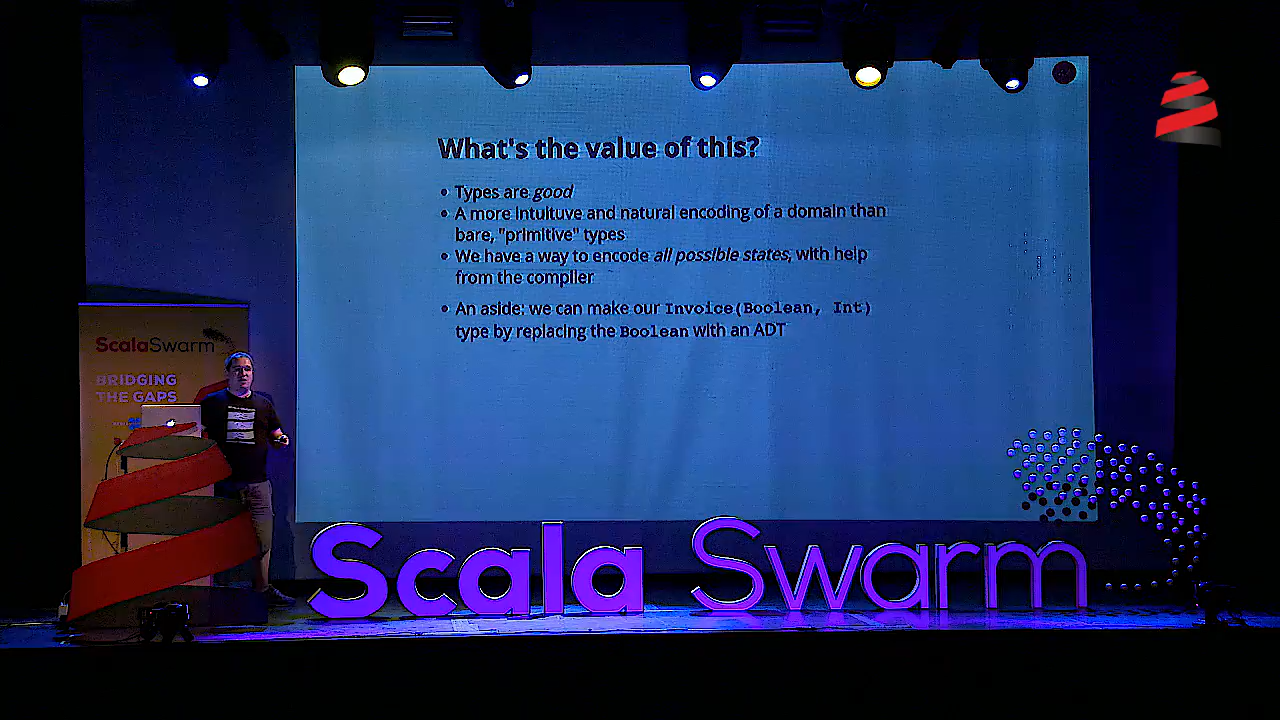 What's the value of this?
• Types are good
• A more intuituve and natural encoding of a domain than
bare, "primitive" types
• We have a way to encode all possible states, with help
from the compiler
• An aside: we can make our Invoice(Boolean, Int)
type by replacing the Boolean with an ADT
ScalaSwarm
BRIDGING
THE GAPS
Scala Swarm